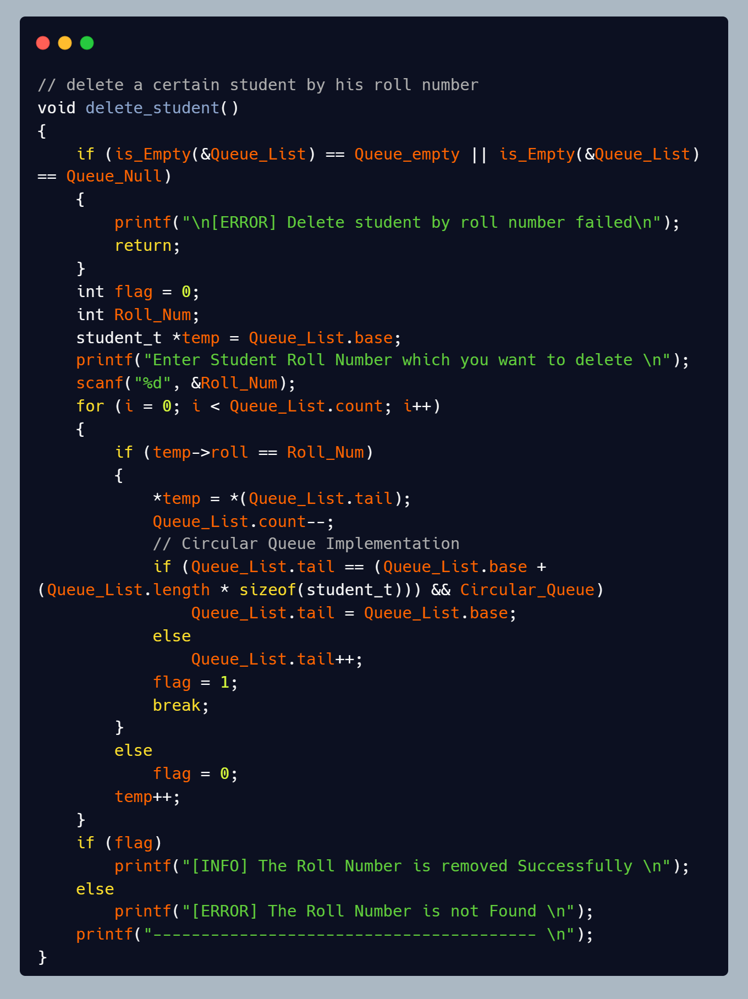 // delete a certain student by his roll number
void delete_student()
{
    if (is_Empty(&Queue_List) == Queue_empty || is_Empty(&Queue_List)
== Queue_Null)
    {
        printf("\n[ERROR] Delete student by roll number failed\n");
        return;
    }
    int flag = 0;
    int Roll_Num;
    student_t *temp = Queue_List.base;
    printf("Enter Student Roll Number which you want to delete \n");
    scanf("%d", &Roll_Num);
    for (i = 0; i < Queue_List.count; i++)
    {
        if (temp->roll == Roll_Num)
        {
            *temp = *(Queue_List.tail);
            Queue_List.count--;
            // Circular Queue Implementation
            if (Queue_List.tail == (Queue_List.base +
(Queue_List.length * sizeof(student_t))) && Circular_Queue)
                Queue_List.tail = Queue_List.base;
            else
                Queue_List.tail++;
            flag = 1;
            break;
        }
        else
            flag = 0;
        temp++;
    }
    if (flag)
        printf("[INFO] The Roll Number is removed Successfully \n");
    else
        printf("[ERROR] The Roll Number is not Found \n");
    printf("---------------------------------------- \n");
}